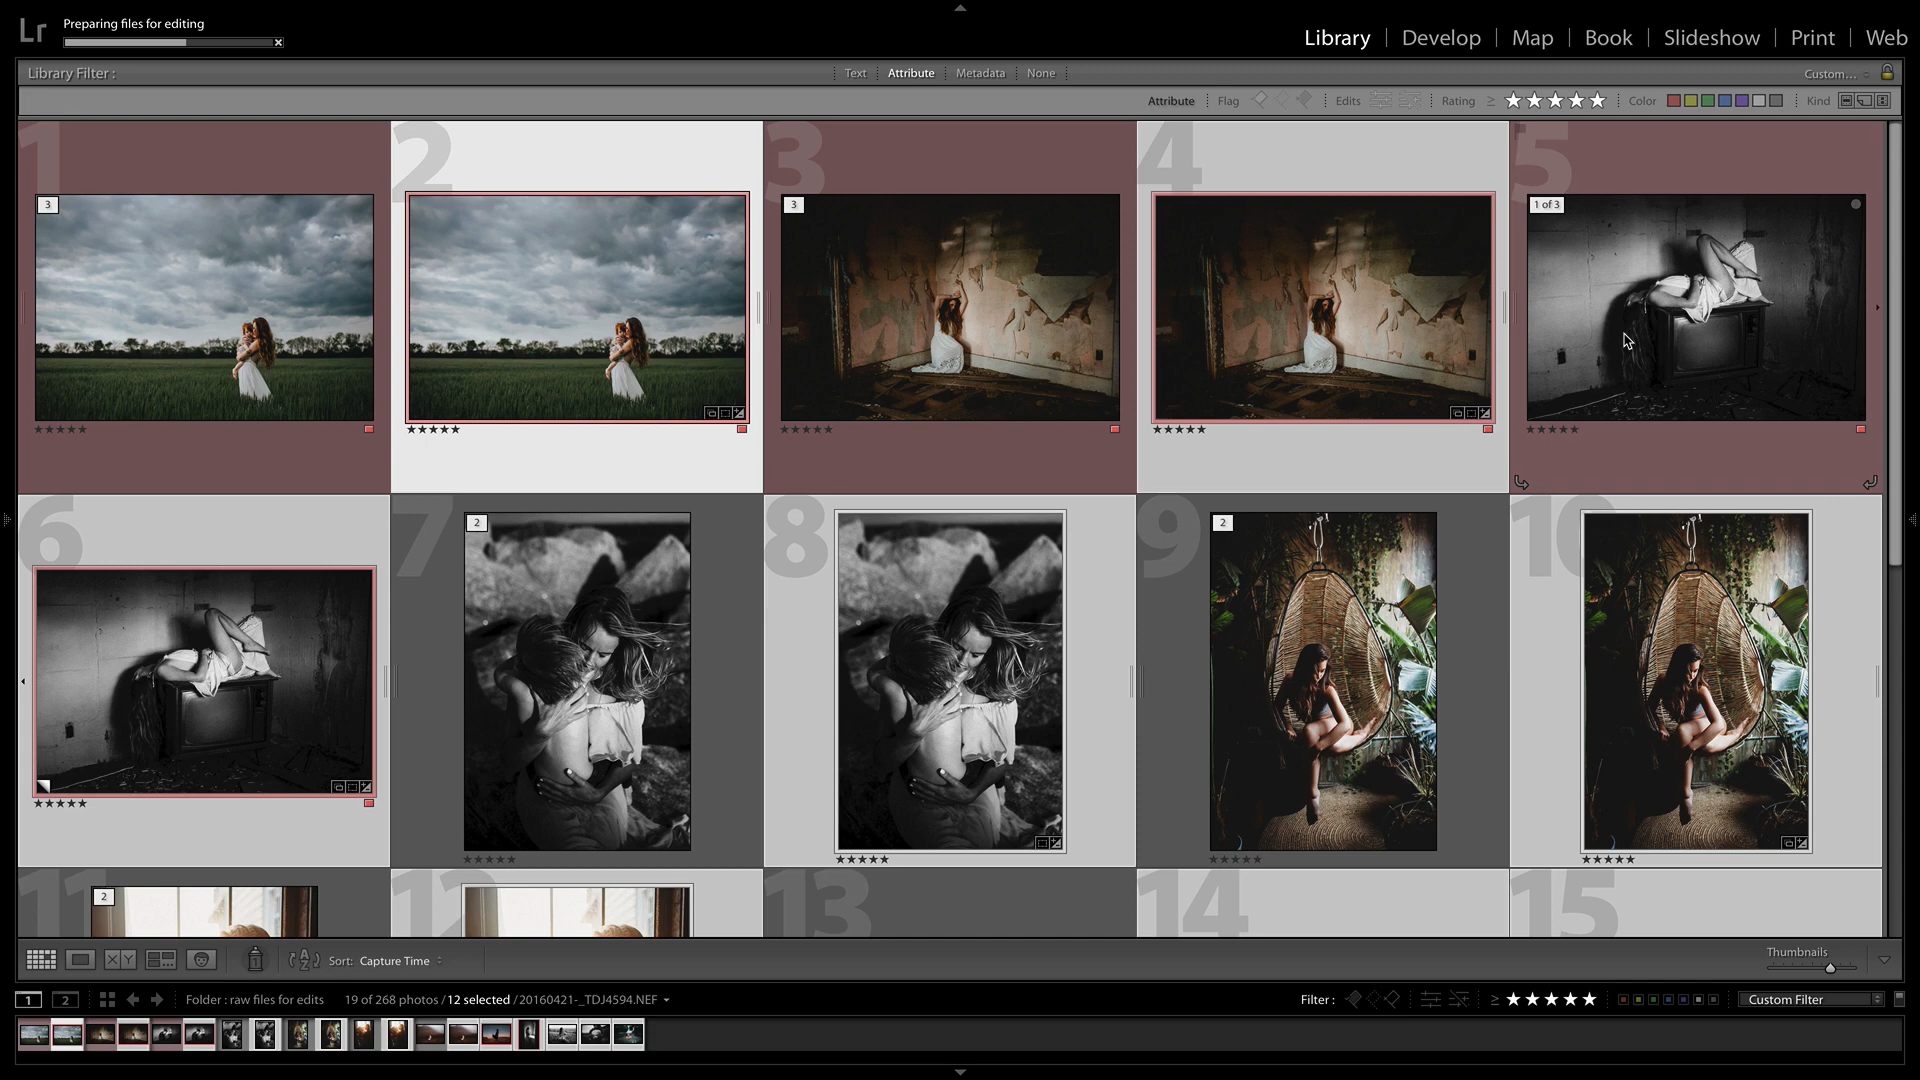 Lr
Preparing files for editing
Library | Develop | Map | Book | Slideshow | Print | Web
Library Filter :
Text Attribute Metadata None
Custom...
Attribute Flag Edits Rating ≥ ★★★★★ Color Kind
1 2 3 4 5
3 3 1 of 3
★★★★★ ★★★★★ ★★★★★ ★★★★★ ★★★★★
6 7 8 9 10
2 2
★★★★★
★★★★★ ★★★★★ ★★★★★ ★★★★★
11 12 13 14 15
2
XY 1 AZ Sort: Capture Time
Thumbnails
1 2 Folder : raw files for edits 19 of 268 photos / 12 selected / 20160421-_TDJ4594.NEF
Filter : ≥ ★★★★★ Custom Filter